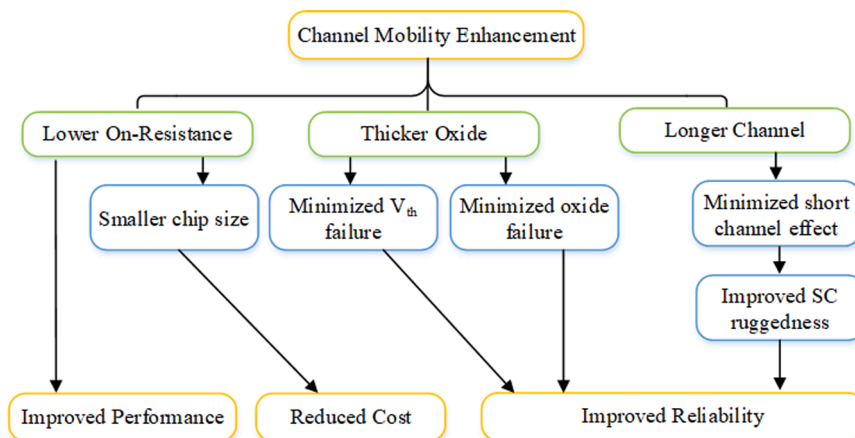 Channel Mobility Enhancement
Lower On-Resistance
Thicker Oxide
Longer Channel
Smaller chip size
Minimized Vth
failure
Minimized oxide
failure
Minimized short
channel effect
Improved SC
ruggedness
Improved Performance
Reduced Cost
Improved Reliability